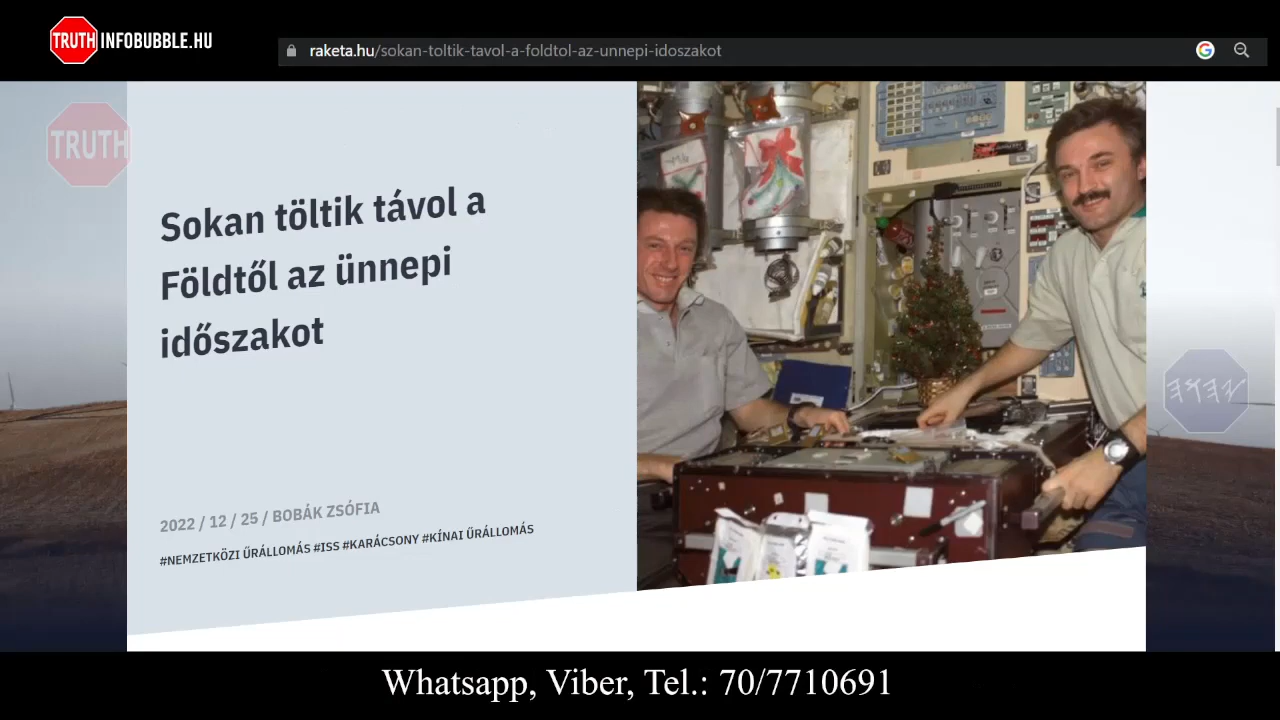 TRUTH INFOBUBBLE.HU
raketa.hu/sokan-toltik-tavol-a-foldtol-az-unnepi-idoszakot
TRUTH
Sokan töltik távol a
Földtől az ünnepi
időszakot
2022 / 12 / 25 / BOBÁK ZSÓFIA
#NEMZETKÖZI ŰRÁLLOMÁS #ISS #KARÁCSONY #KÍNAI ŰRÁLLOMÁS
Whatsapp, Viber, Tel.: 70/7710691